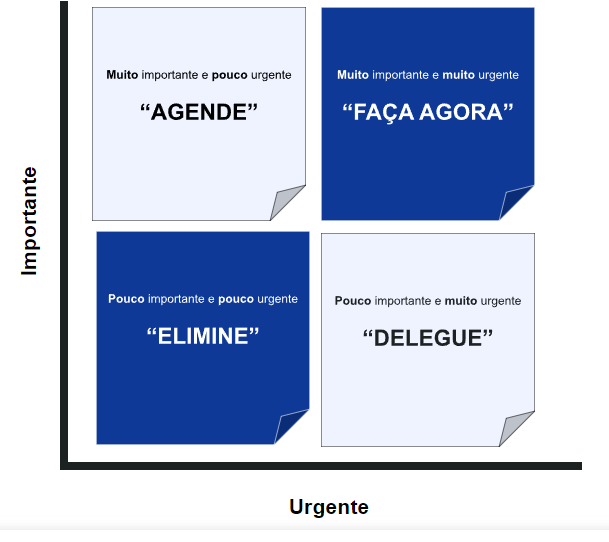 Muito importante e pouco urgente
“AGENDE”
Muito importante e muito urgente
“FAÇA AGORA”
Importante
Pouco importante e pouco urgente
“ELIMINE”
Pouco importante e muito urgente
“DELEGUE”
Urgente